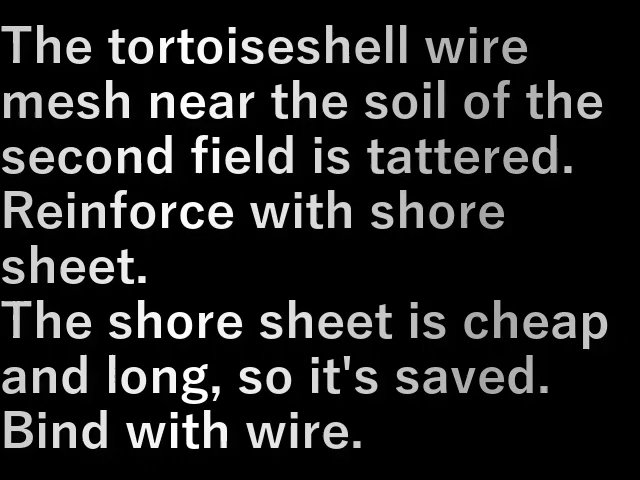 The tortoiseshell wire
mesh near the soil of the
second field is tattered.
Reinforce with shore
sheet.
The shore sheet is cheap
and long, so it's saved.
Bind with wire.